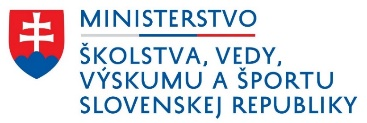 MINISTERSTVO
ŠKOLSTVA, VEDY,
VÝSKUMU A ŠPORTU
SLOVENSKEJ REPUBLIKY